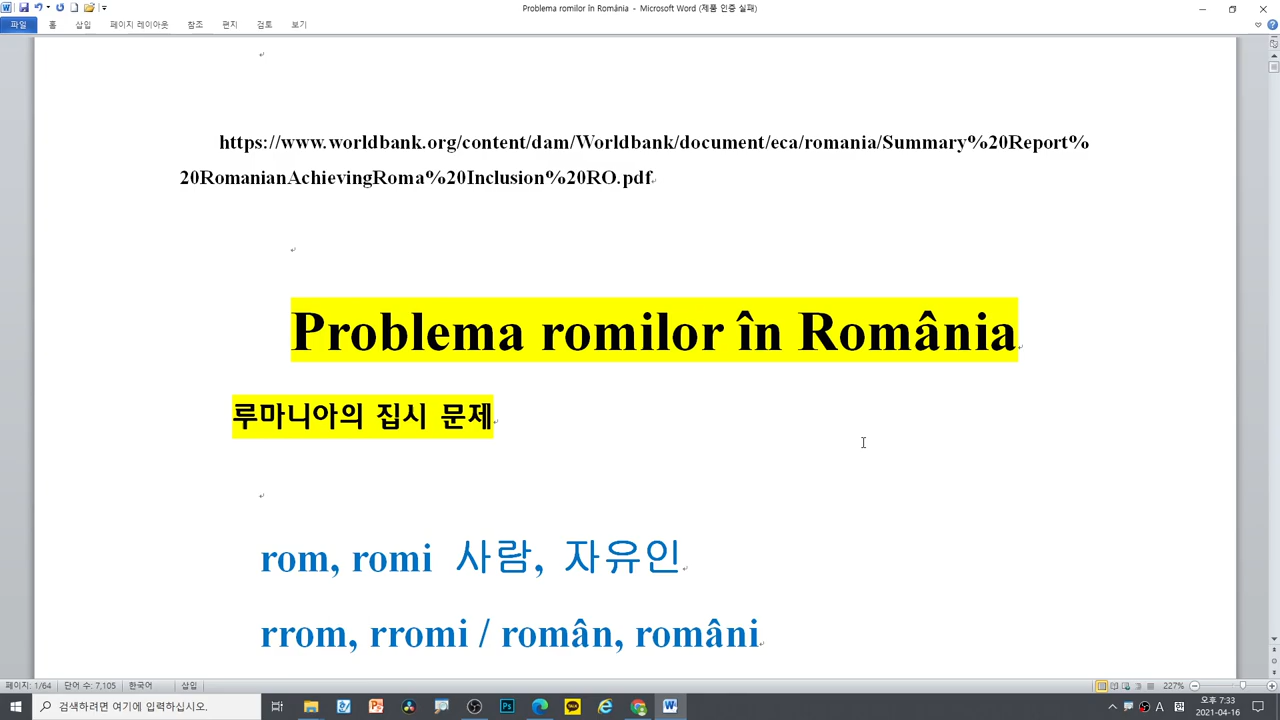 Problema romilor în România - Microsoft Word (제품 인증 실패)
파일 홈 삽입 페이지 레이아웃 참조 편지 검토 보기
https://www.worldbank.org/content/dam/Worldbank/document/eca/romania/Summary%20Report%
20RomanianAchievingRoma%20Inclusion%20RO.pdf
Problema romilor în România
루마니아의 집시 문제
rom, romi 사람, 자유인
rrom, rromi / român, români
페이지: 1/64 단어 수: 7,105 한국어 삽입 227%
검색하려면 여기에 입력하십시오. 오후 7:33
2021-04-16